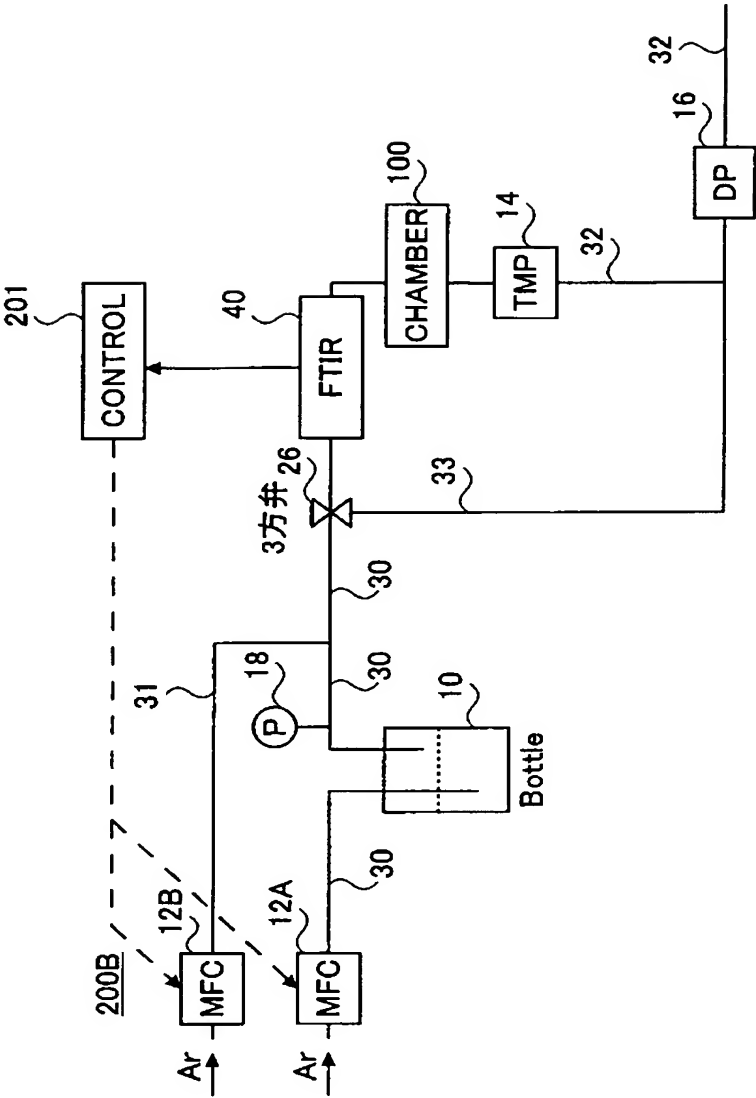 201
CONTROL
200B
12B
MFC
Ar
12A
MFC
Ar
31
18
P
30
30
30
10
Bottle
3方弁
26
40
FTIR
100
CHAMBER
14
TMP
32
33
16
DP
32